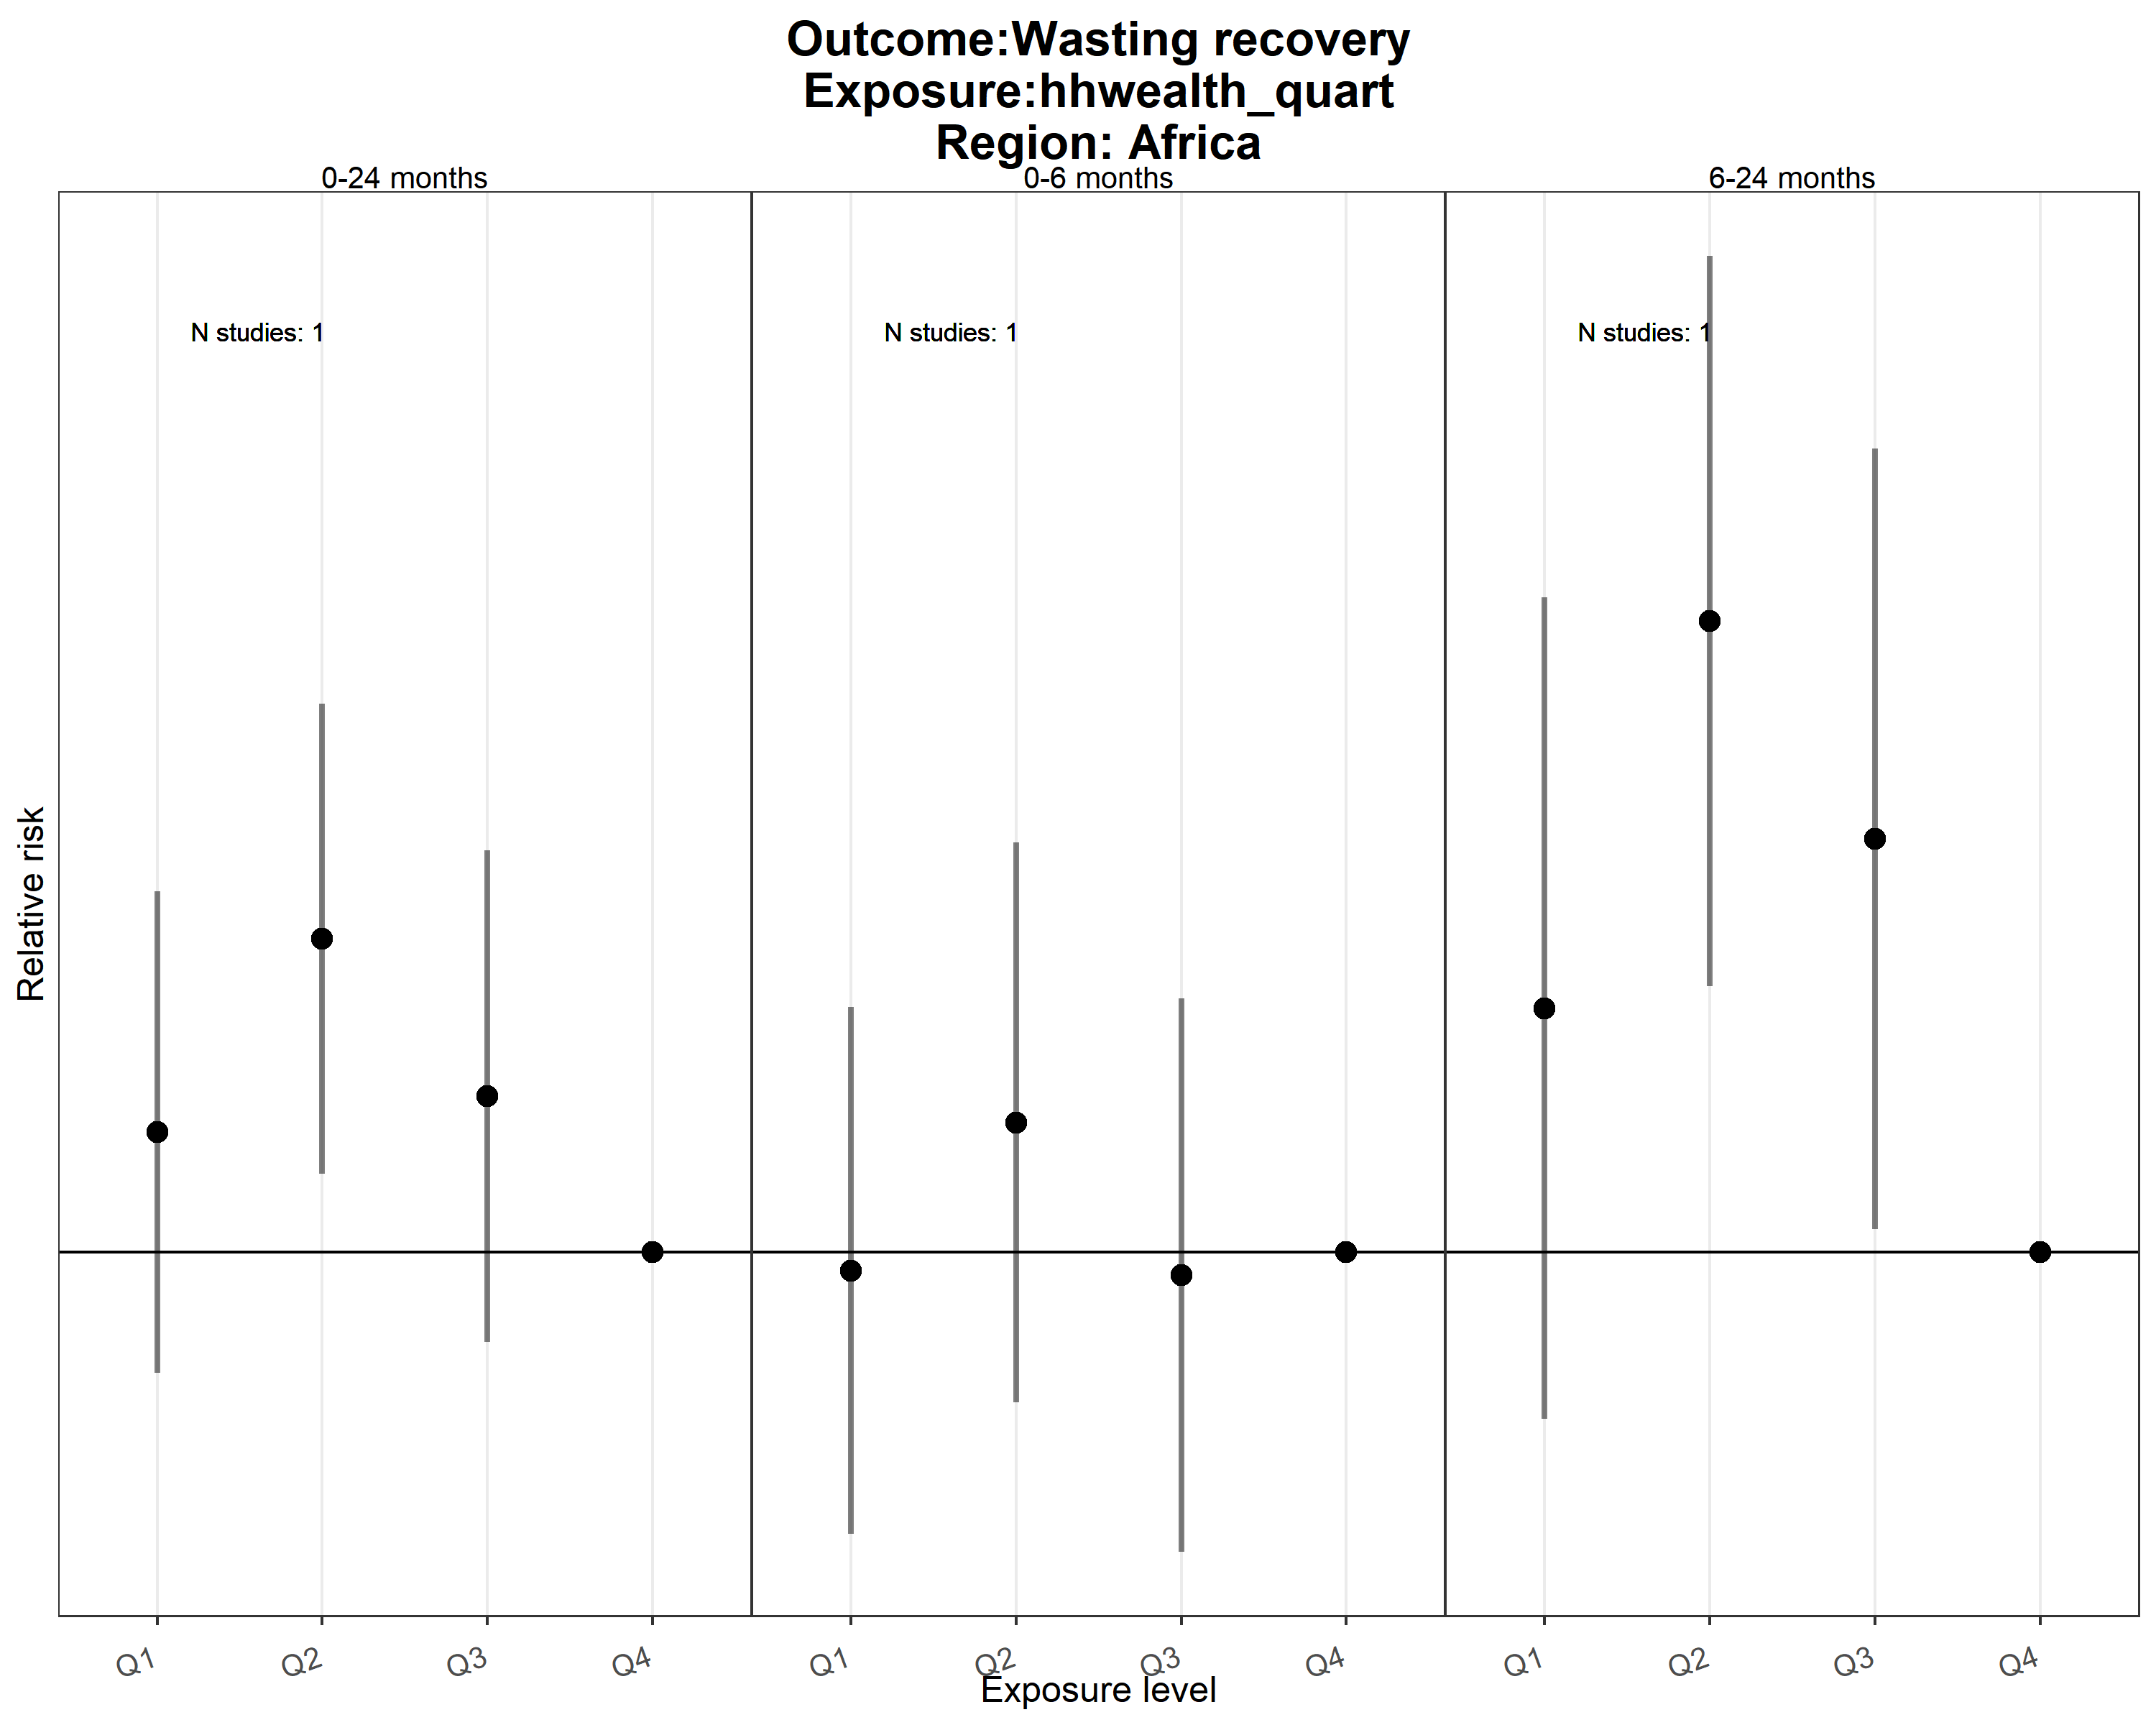 Outcome:Wasting recovery
Exposure:hhwealth_quart
Region: Africa
0-24 months
0-6 months
6-24 months
N studies: 1
N studies: 1
N studies: 1
Relative risk
Q1
Q2
Q3
Q4
Q1
Q2
Q3
Q4
Q1
Q2
Q3
Q4
Exposure level